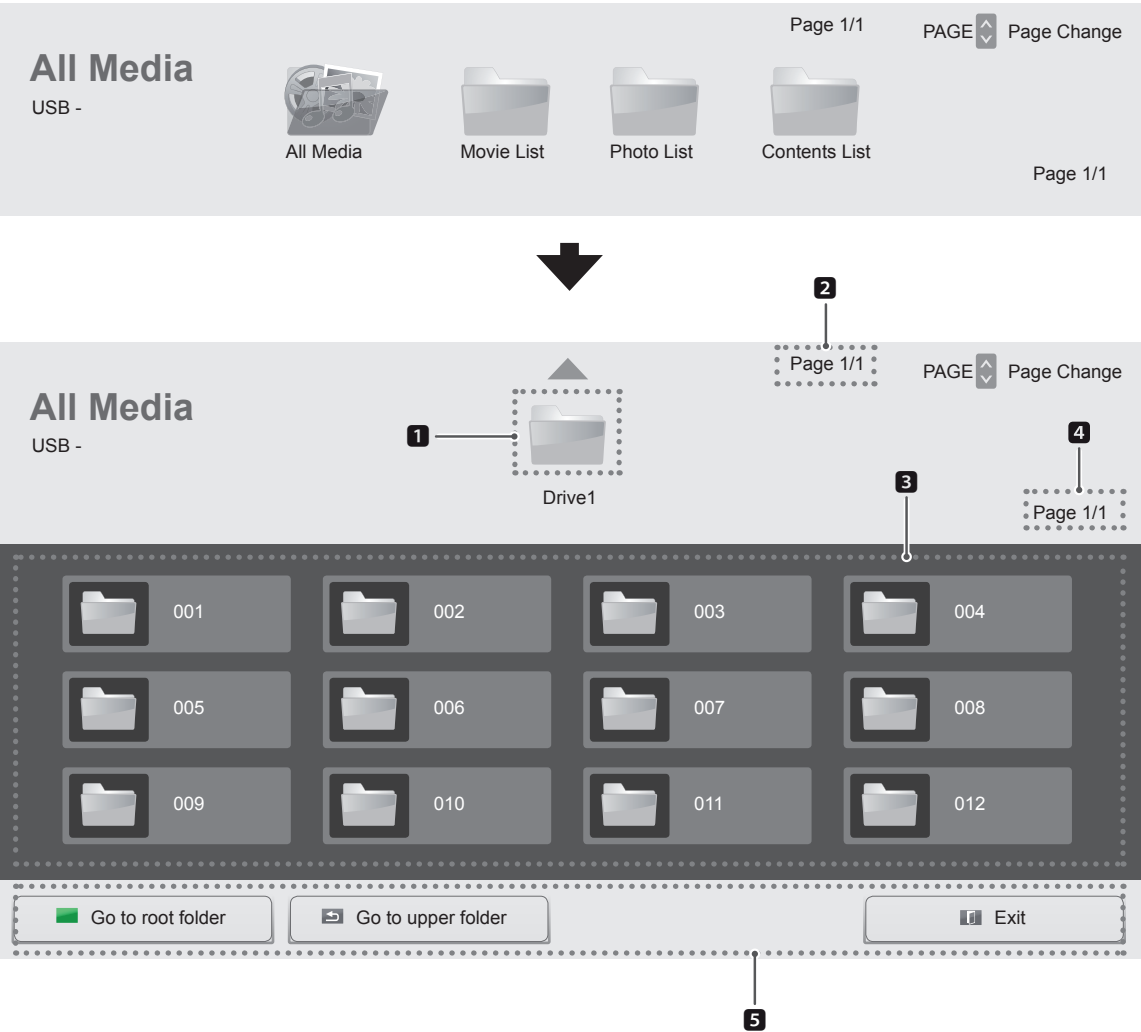 Page 1/1
PAGE Page Change
All Media
USB -
All Media
Movie List
Photo List
Contents List
Page 1/1
2
Page 1/1
PAGE Page Change
All Media
USB -
1
4
3
Drive1
Page 1/1
001
002
003
004
005
006
007
008
009
010
011
012
Go to root folder
Go to upper folder
Exit
5